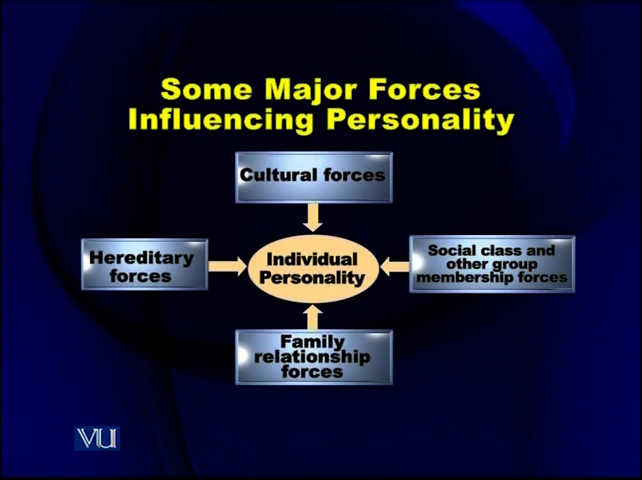 Some Major Forces
Influencing Personality
Cultural forces
Hereditary
forces
Individual
Personality
Social class and
other group
membership forces
Family
relationship
forces
VU